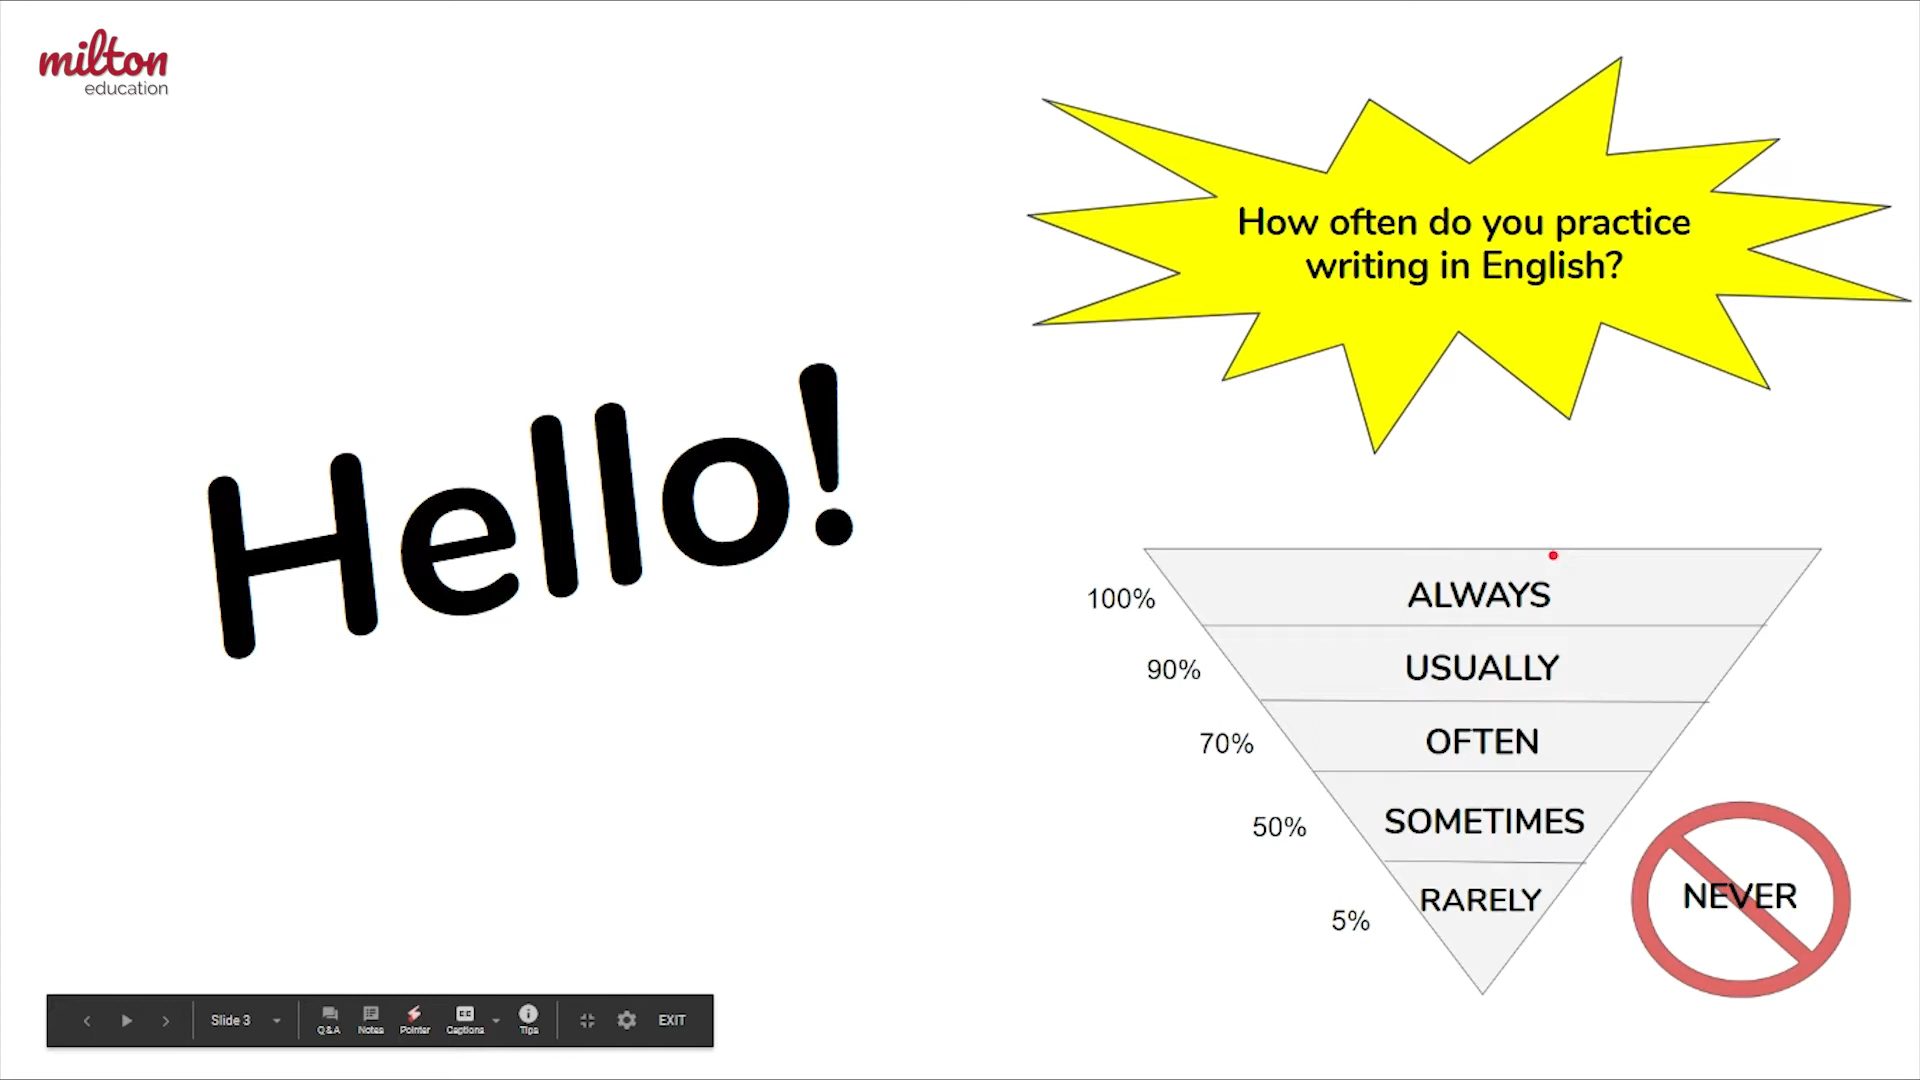 milton
education
How often do you practice
writing in English?
Hello!
100%
ALWAYS
90%
USUALLY
70%
OFTEN
50%
SOMETIMES
5%
RARELY
NEVER
Slide 3
Q&A
Notes
Pointer
CC
Captions
Tips
EXIT